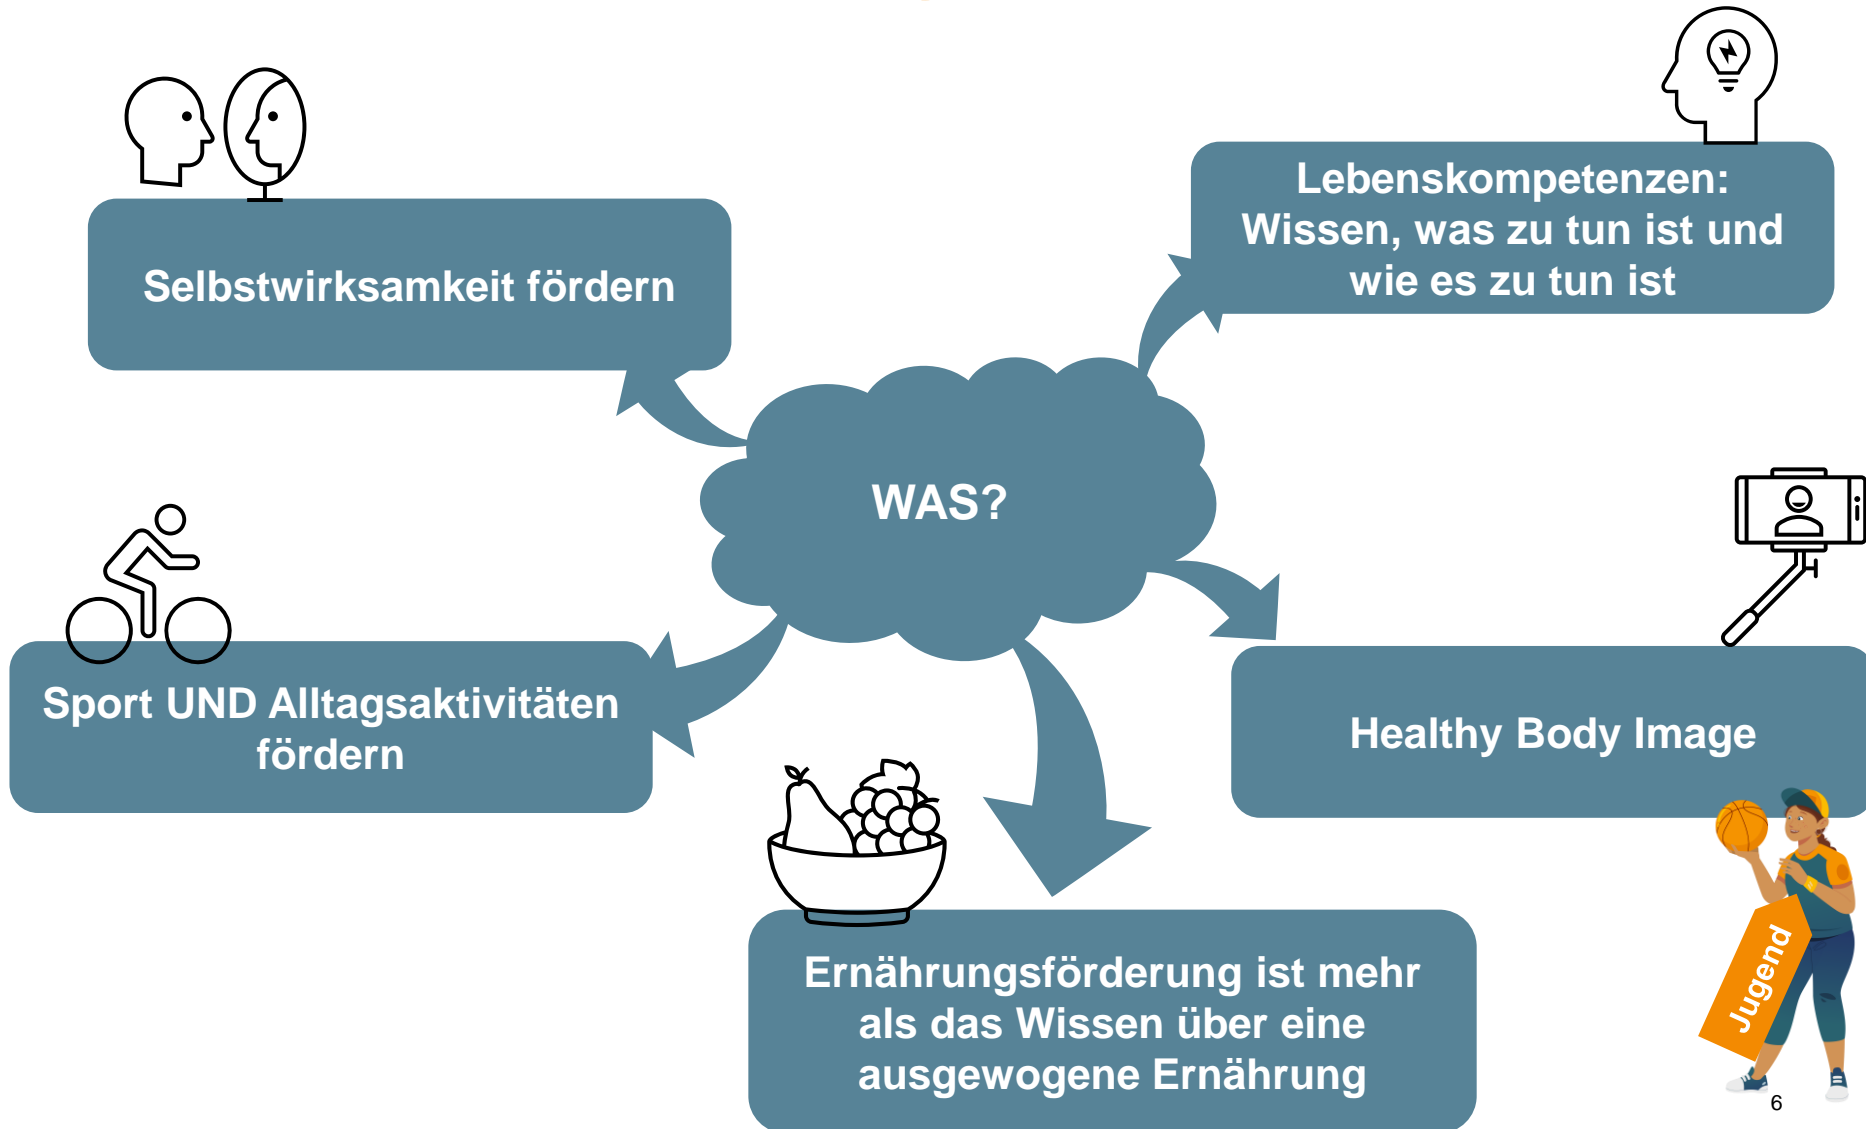 Selbstwirksamkeit fördern
Lebenskompetenzen:
Wissen, was zu tun ist und
wie es zu tun ist
WAS?
Sport UND Alltagsaktivitäten
fördern
Healthy Body Image
Ernährungsförderung ist mehr
als das Wissen über eine
ausgewogene Ernährung
Jugend
6